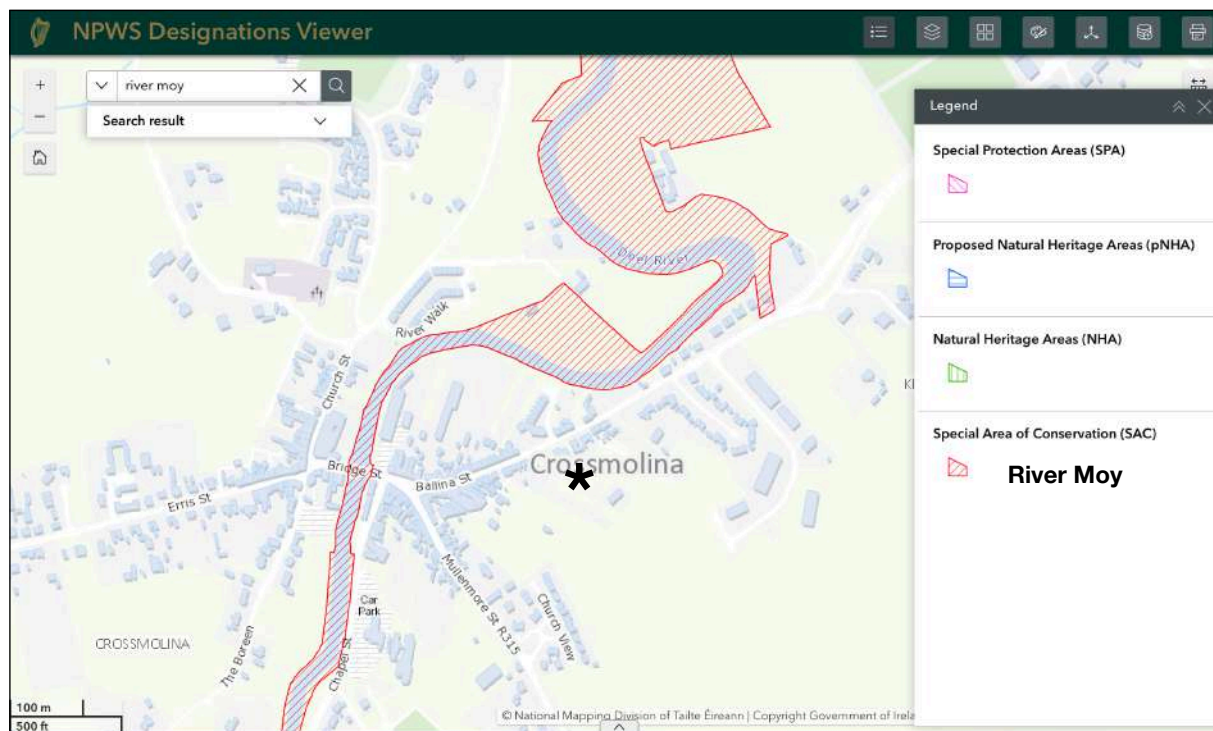 NPWS Designations Viewer
river moy
Search result
Legend
Special Protection Areas (SPA)
Proposed Natural Heritage Areas (pNHA)
Natural Heritage Areas (NHA)
Special Area of Conservation (SAC)
River Moy
Deel River
River Walk
Church St
Crossmolina
*
Bridge St
Ballina St
Erris St
Mullenmore St R315
Church View
Car
Park
Chapel St
The Boreen
CROSSMOLINA
100 m
500 ft
© National Mapping Division of Tailte Éireann | Copyright Government of Irela